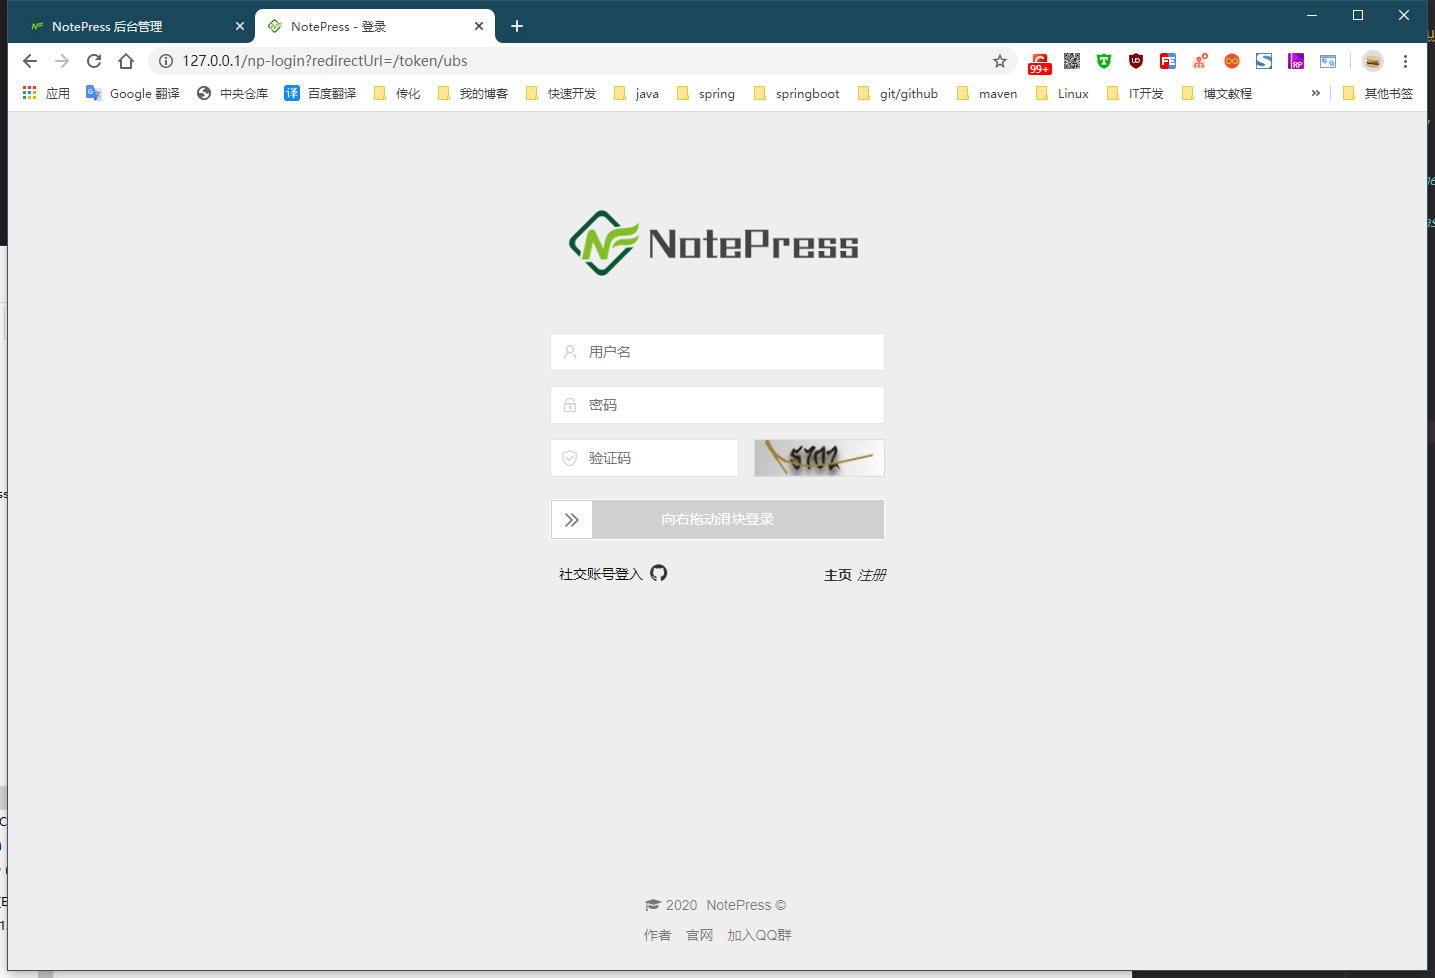 NotePress 后台管理
NotePress - 登录
127.0.0.1/np-login?redirectUrl=/token/ubs
99+
应用 Google 翻译 中央仓库 百度翻译 传化 我的博客 快速开发 java spring springboot git/github maven Linux IT开发 博文教程 » 其他书签
NotePress
用户名
密码
验证码
5702
向右拖动滑块登录
社交账号登入
主页 注册
2020 NotePress ©
作者 官网 加入QQ群